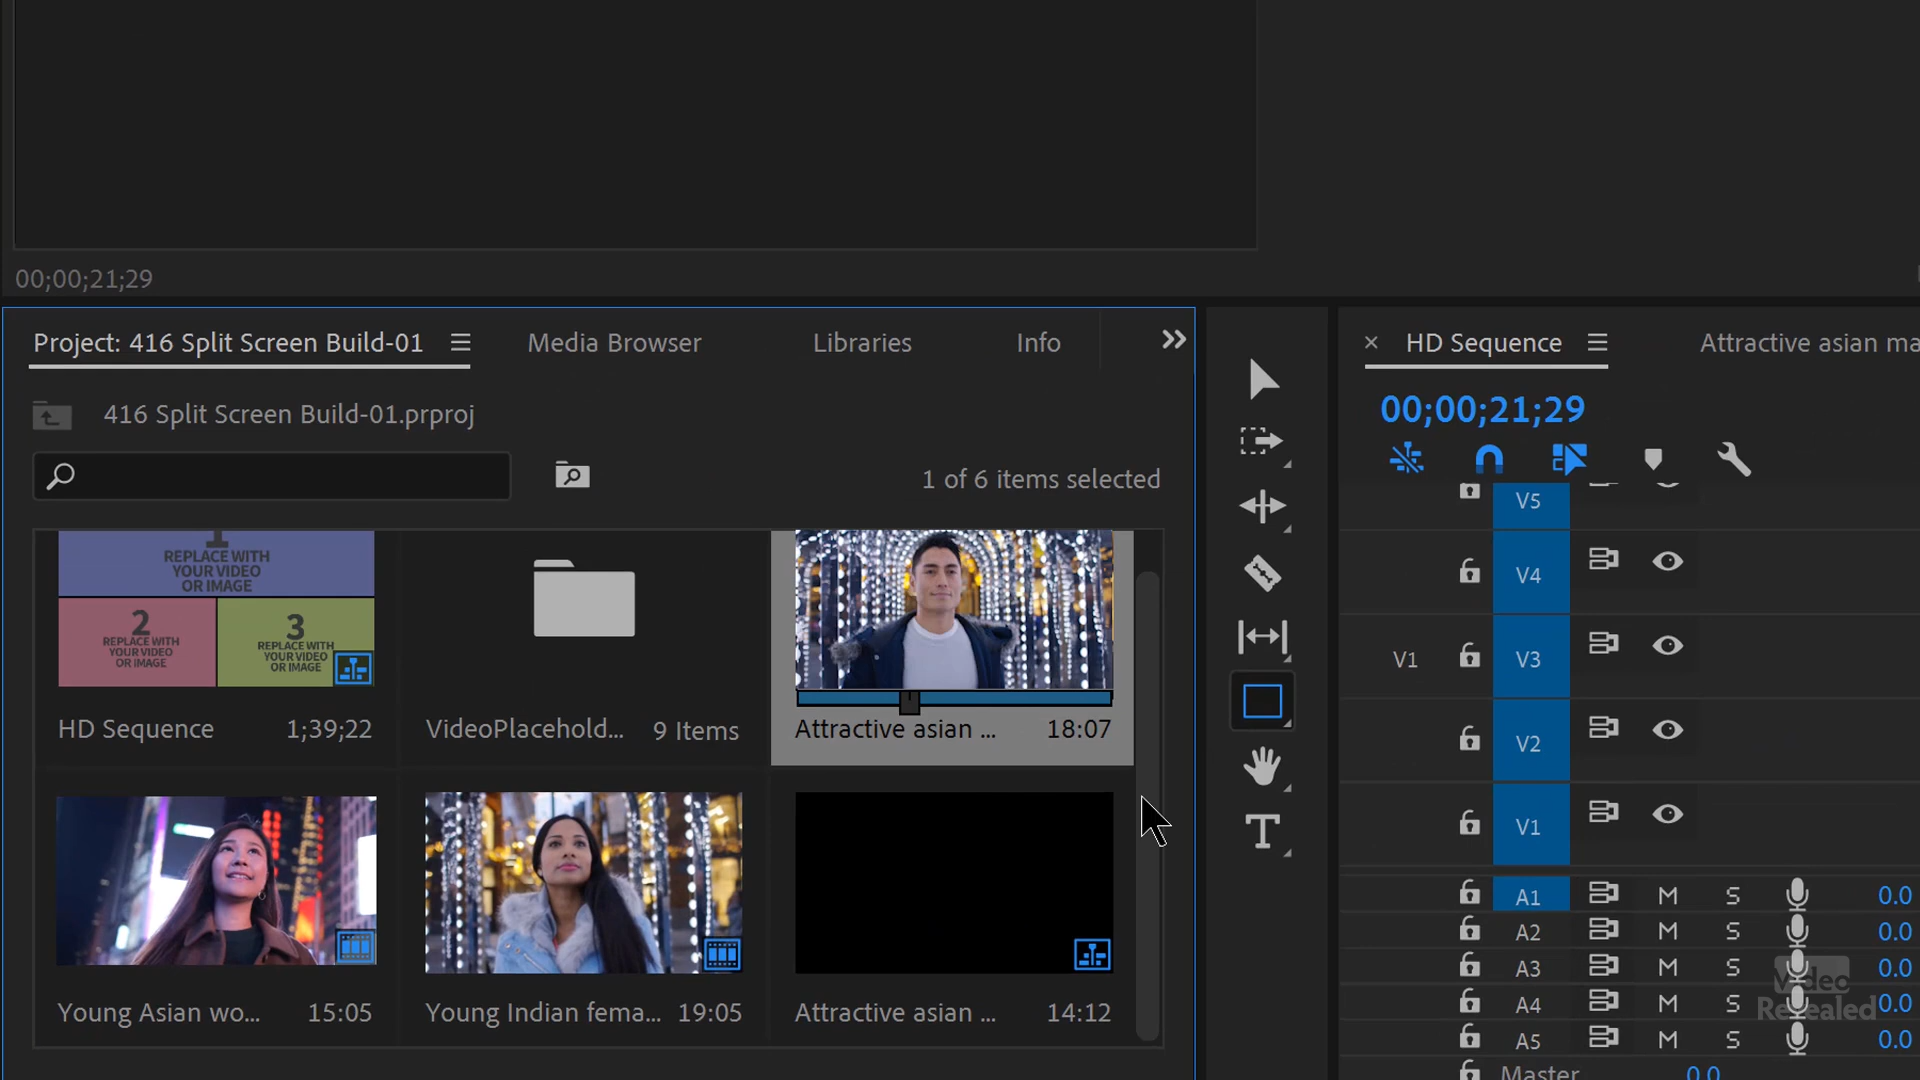 00;00;21;29
Project: 416 Split Screen Build-01
Media Browser
Libraries
Info
416 Split Screen Build-01.prproj
1 of 6 items selected
1
REPLACE WITH
YOUR VIDEO
OR IMAGE
2
REPLACE WITH
YOUR VIDEO
OR IMAGE
3
REPLACE WITH
YOUR VIDEO
OR IMAGE
HD Sequence 1;39;22
VideoPlacehold... 9 Items
Attractive asian ... 18:07
Young Asian wo... 15:05
Young Indian fema... 19:05
Attractive asian ... 14:12
T
× HD Sequence
Attractive asian ma
00;00;21;29
V5
V4
V1 V3
V2
V1
A1 M S 0.0
A2 M S 0.0
A3 M S 0.0
A4 M S 0.0
A5 M S 0.0
Master 0.0
Video
Revealed